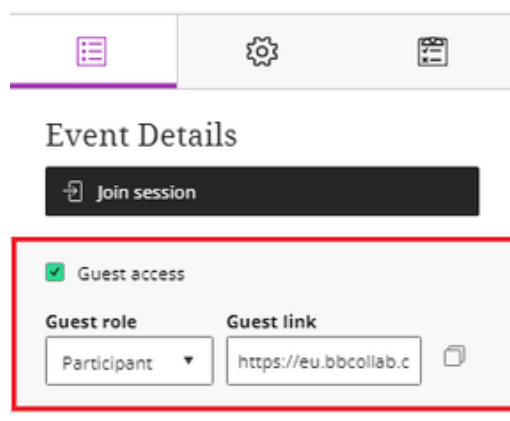 Event Details
Join session
Guest access
Guest role Guest link
Participant https://eu.bbcollab.c